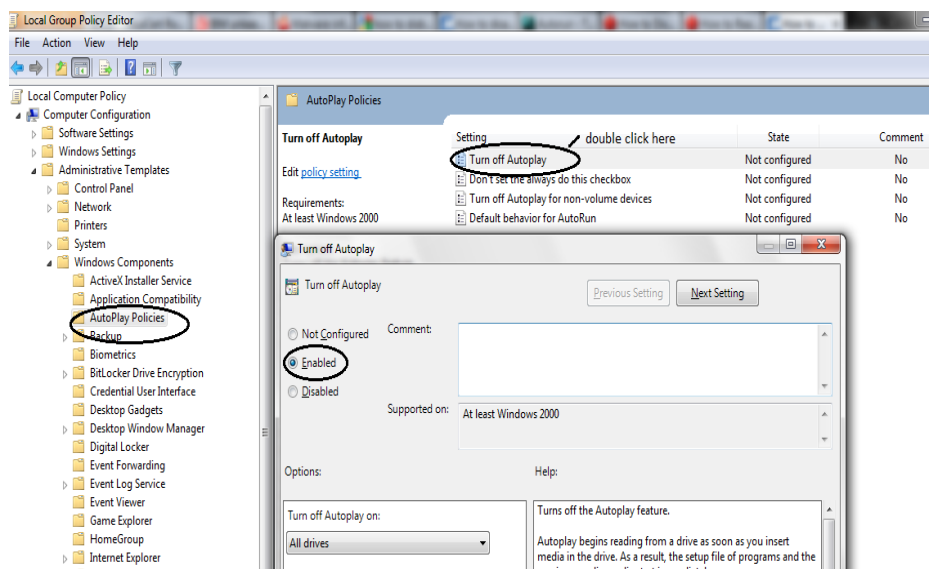 Local Group Policy Editor
File Action View Help
Local Computer Policy
Computer Configuration
Software Settings
Windows Settings
Administrative Templates
Control Panel
Network
Printers
System
Windows Components
ActiveX Installer Service
Application Compatibility
AutoPlay Policies
Backup
Biometrics
BitLocker Drive Encryption
Credential User Interface
Desktop Gadgets
Desktop Window Manager
Digital Locker
Event Forwarding
Event Log Service
Event Viewer
Game Explorer
HomeGroup
Internet Explorer
AutoPlay Policies
Turn off Autoplay
Edit policy setting
Requirements:
At least Windows 2000
Setting double click here State Comment
Turn off Autoplay Not configured No
Don't set the always do this checkbox Not configured No
Turn off Autoplay for non-volume devices Not configured No
Default behavior for AutoRun Not configured No
Turn off Autoplay
Turn off Autoplay
Previous Setting Next Setting
Not Configured Comment:
Enabled
Disabled
Supported on: At least Windows 2000
Options: Help:
Turn off Autoplay on:
All drives
Turns off the Autoplay feature.
Autoplay begins reading from a drive as soon as you insert
media in the drive. As a result, the setup file of programs and the